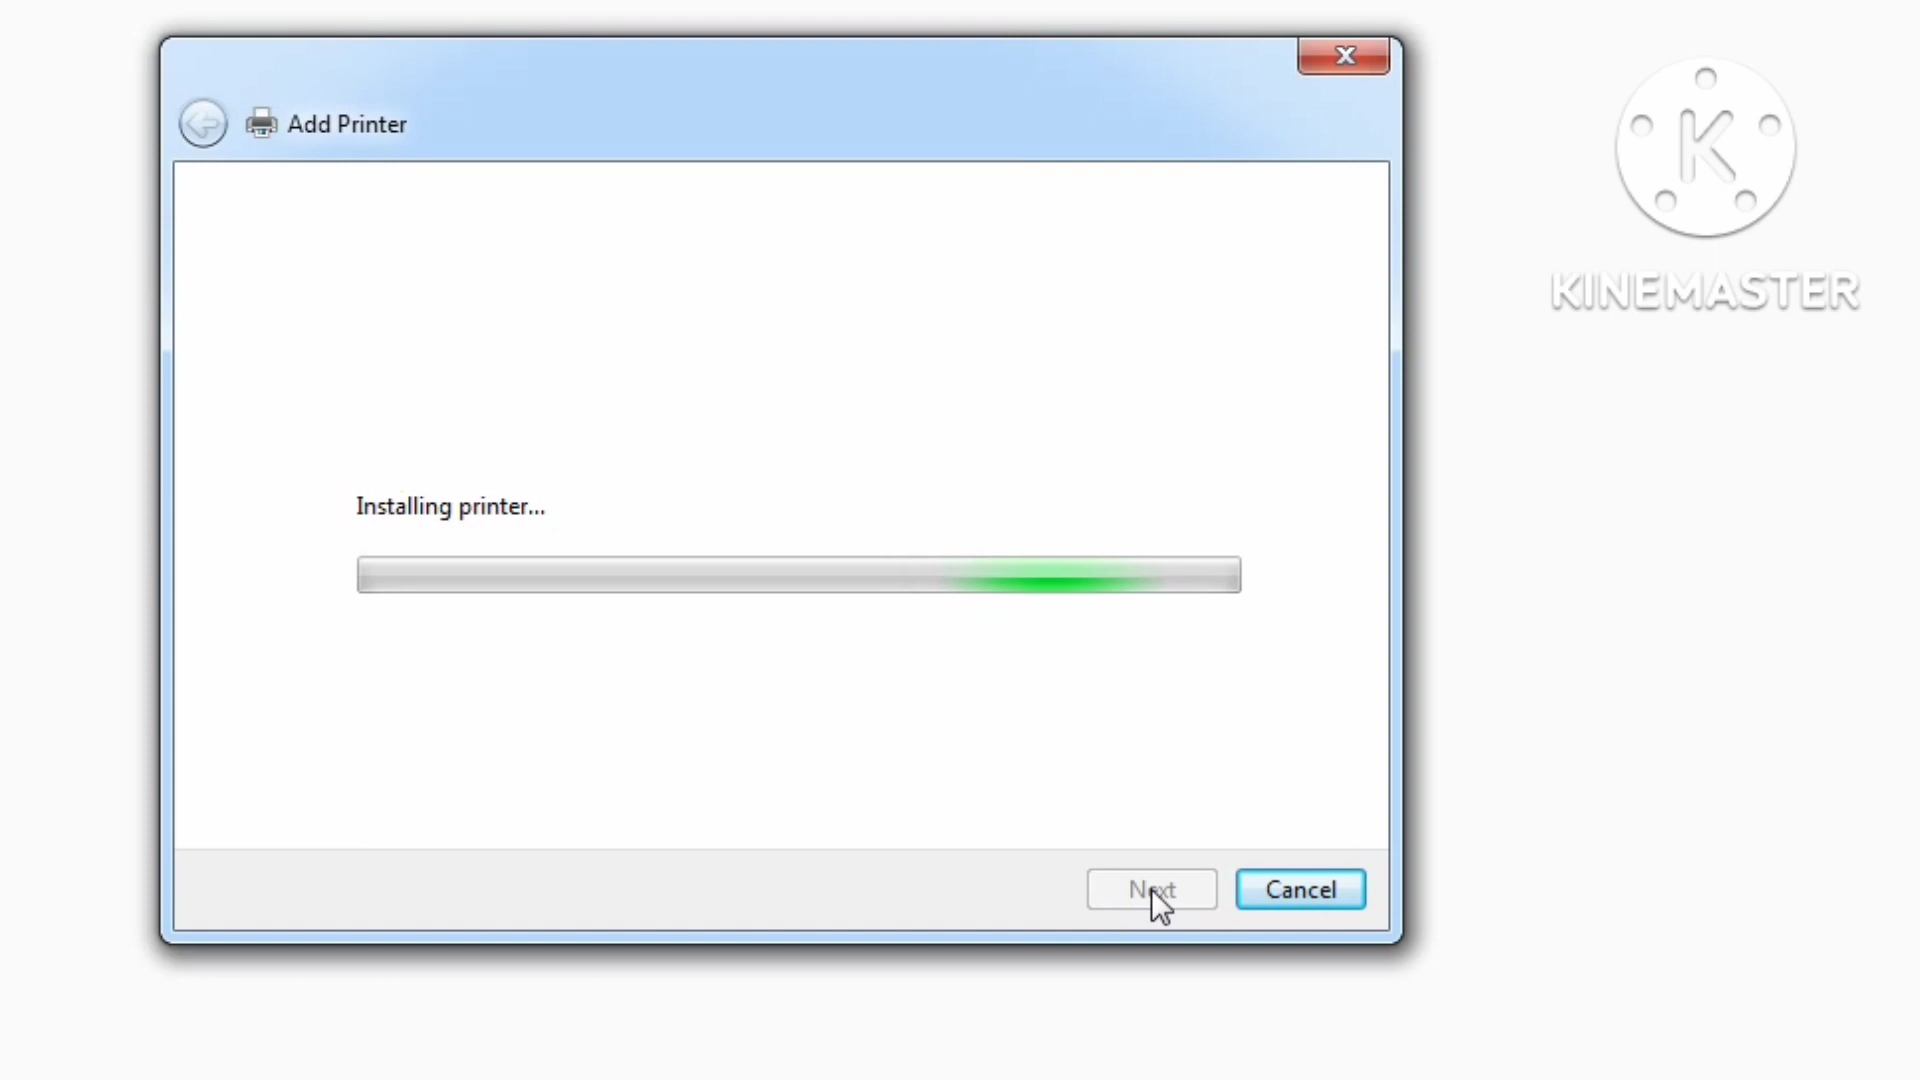 Add Printer
K
KINEMASTER
Installing printer...
Next
Cancel